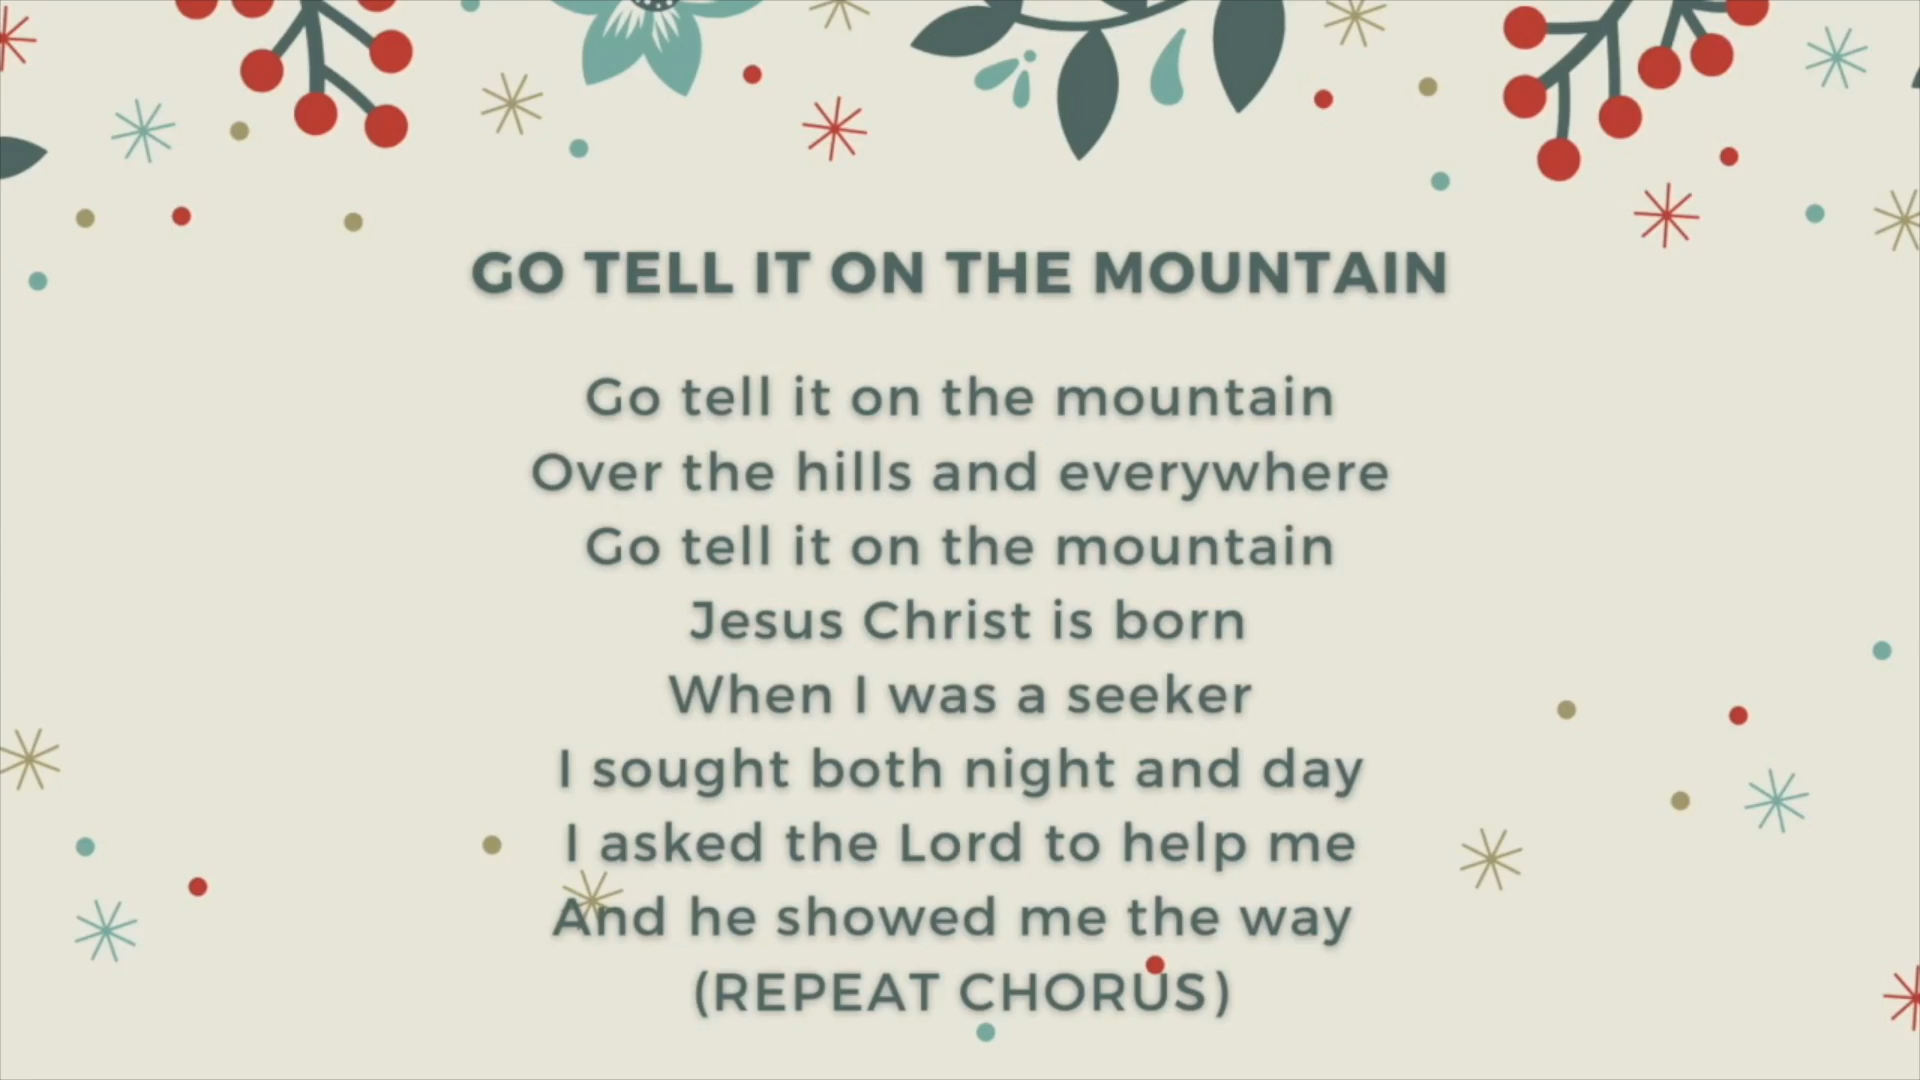 GO TELL IT ON THE MOUNTAIN
Go tell it on the mountain
Over the hills and everywhere
Go tell it on the mountain
Jesus Christ is born
When I was a seeker
I sought both night and day
I asked the Lord to help me
And he showed me the way
(REPEAT CHORUS)